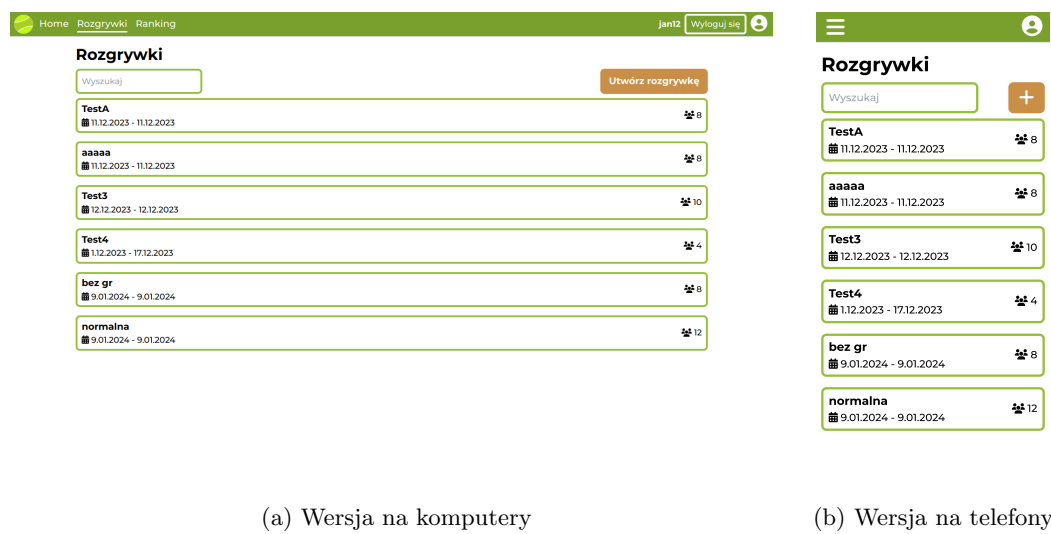 Home Rozgrywki Ranking
jan12 Wyloguj się
Rozgrywki
Wyszukaj
Utwórz rozgrywkę
TestA
11.12.2023 - 11.12.2023
8
aaaaa
11.12.2023 - 11.12.2023
8
Test3
12.12.2023 - 12.12.2023
10
Test4
1.12.2023 - 17.12.2023
4
bez gr
9.01.2024 - 9.01.2024
8
normalna
9.01.2024 - 9.01.2024
12
(a) Wersja na komputery
Rozgrywki
Wyszukaj
+
TestA
11.12.2023 - 11.12.2023
8
aaaaa
11.12.2023 - 11.12.2023
8
Test3
12.12.2023 - 12.12.2023
10
Test4
1.12.2023 - 17.12.2023
4
bez gr
9.01.2024 - 9.01.2024
8
normalna
9.01.2024 - 9.01.2024
12
(b) Wersja na telefony